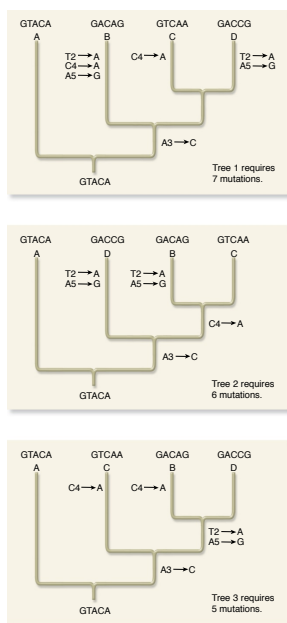 GTACA GACAG GTCAA GACCG
A B C D
T2→A
C4→A
A5→G
C4→A
T2→A
A5→G
A3→C
Tree 1 requires
7 mutations.
GTACA
GTACA GACCG GACAG GTCAA
A D B C
T2→A
A5→G
T2→A
A5→G
C4→A
A3→C
Tree 2 requires
6 mutations.
GTACA
GTACA GTCAA GACAG GACCG
A C B D
C4→A
C4→A
T2→A
A5→G
A3→C
Tree 3 requires
5 mutations.
GTACA